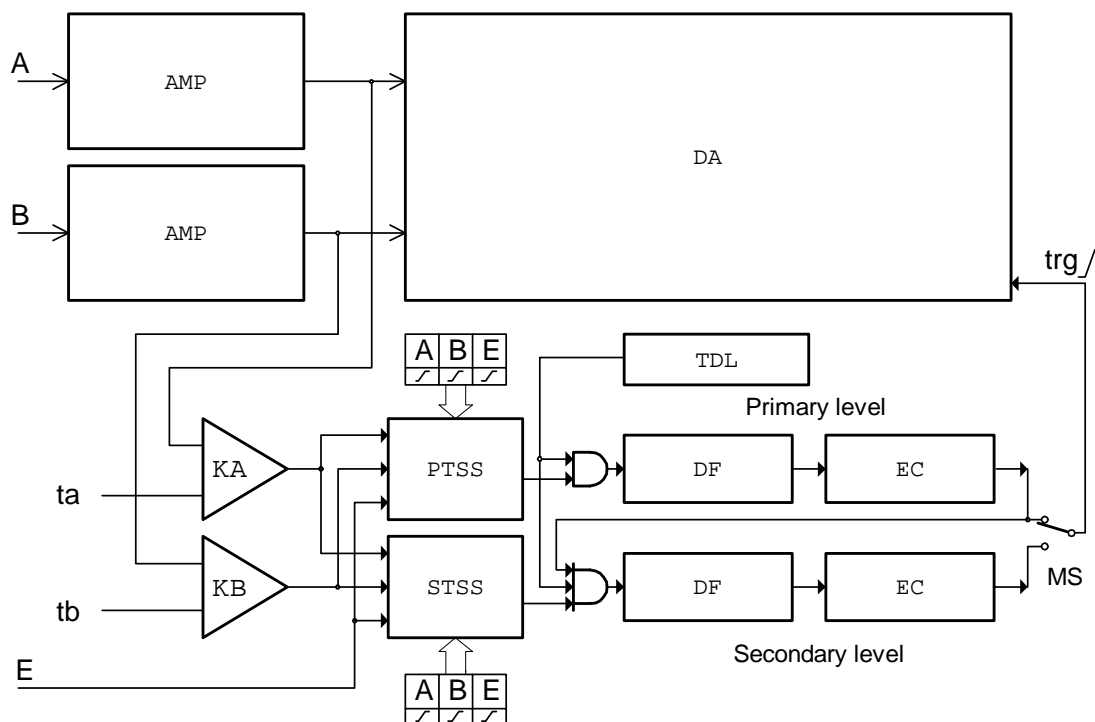 A
AMP
DA
B
AMP
trg
A B E
TDL
Primary level
KA
PTSS
DF
EC
ta
KB
STSS
DF
EC
MS
tb
Secondary level
E
A B E